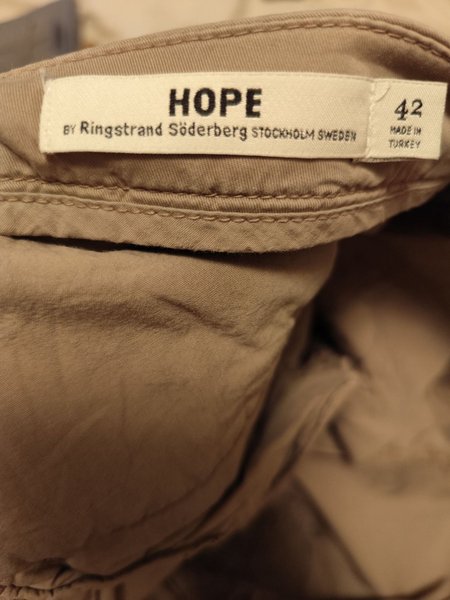 HOPE
BY Ringstrand Söderberg STOCKHOLM SWEDEN
42
MADE IN
TURKEY